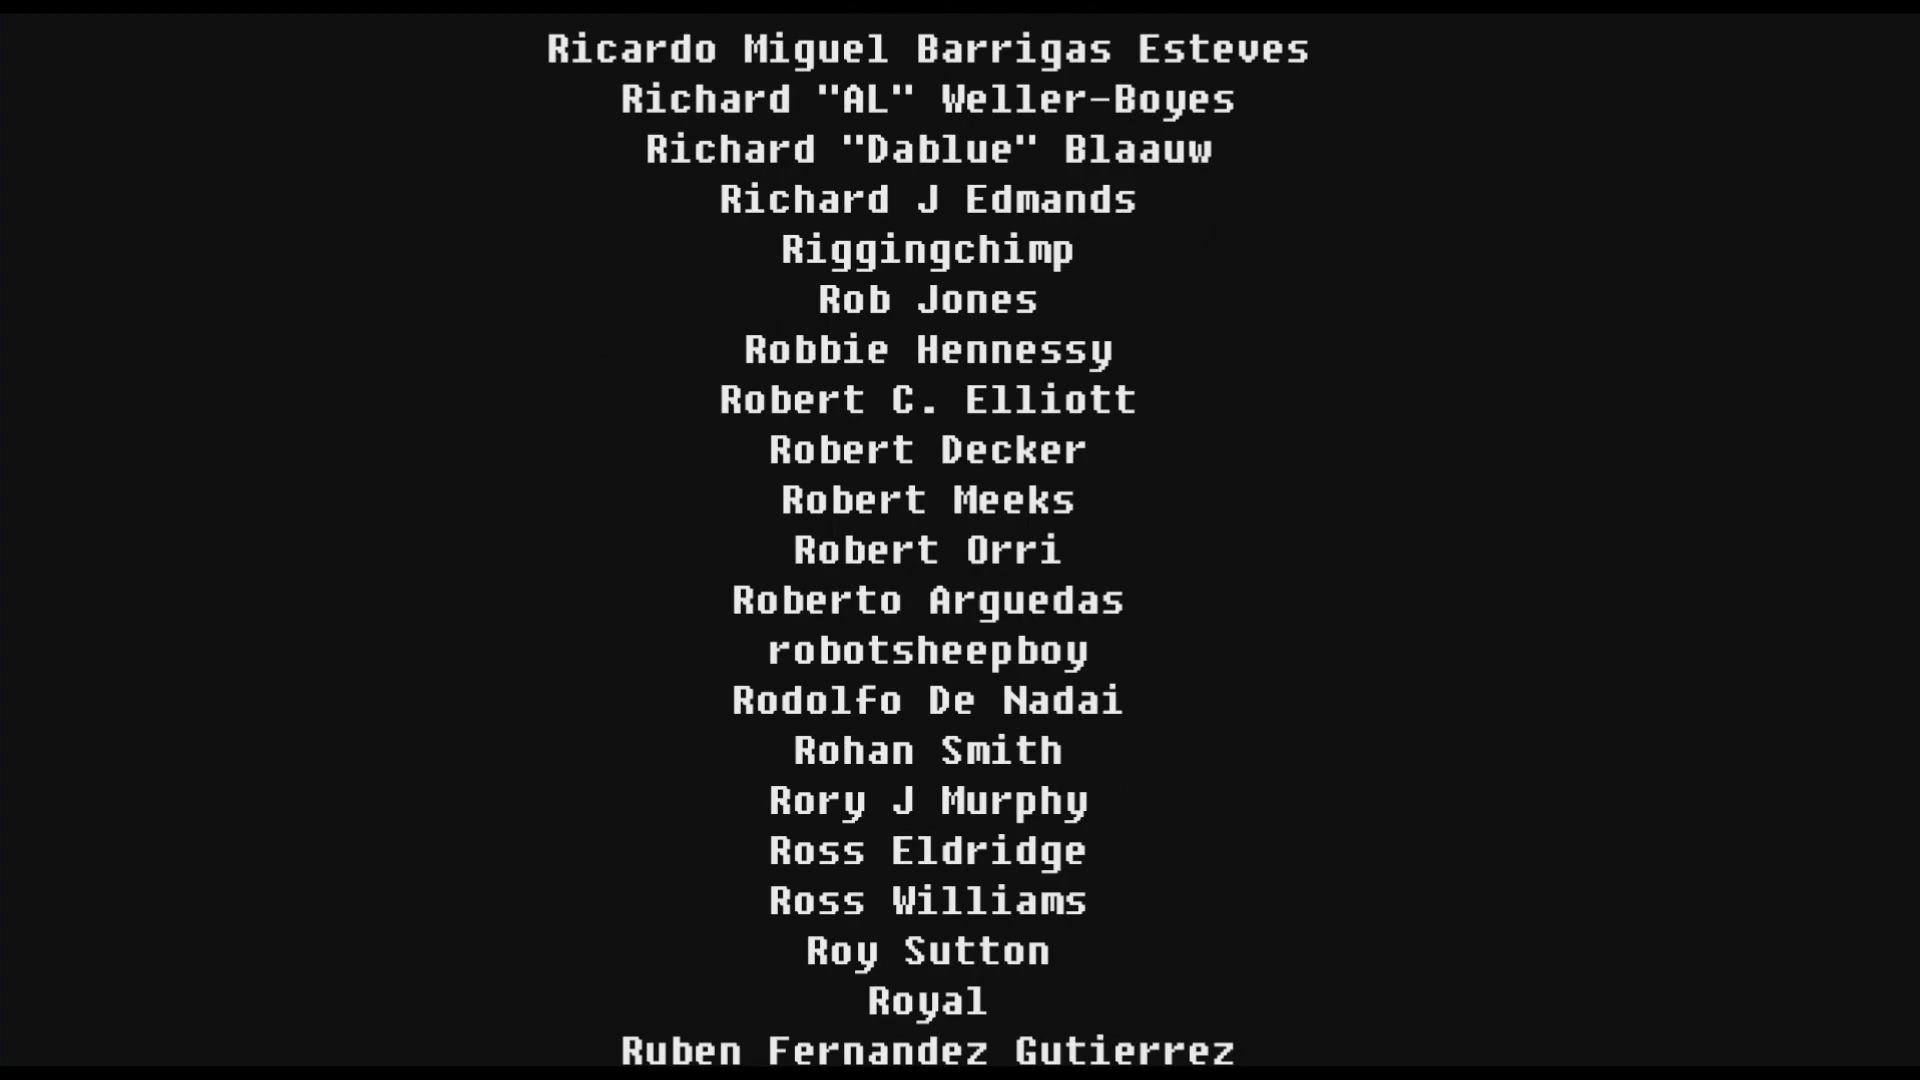 Ricardo Miguel Barrigas Esteves
Richard "AL" Weller-Boyes
Richard "Dablue" Blaauw
Richard J Edmands
Riggingchimp
Rob Jones
Robbie Hennessy
Robert C. Elliott
Robert Decker
Robert Meeks
Robert Orri
Roberto Arguedas
robotsheepboy
Rodolfo De Nadai
Rohan Smith
Rory J Murphy
Ross Eldridge
Ross Williams
Roy Sutton
Royal
Ruben Fernandez Gutierrez